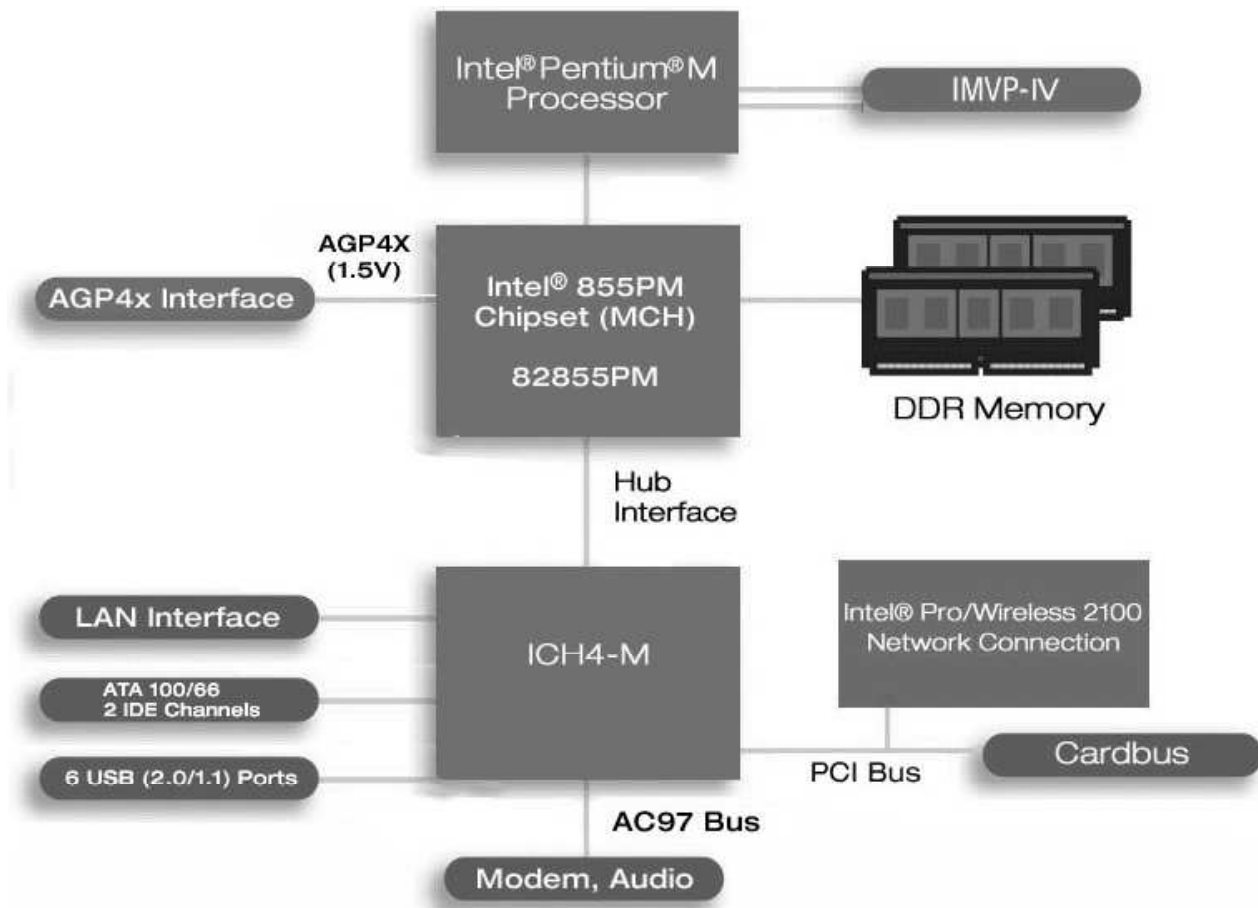 Intel® Pentium® M
Processor
IMVP-IV
AGP4X
(1.5V)
AGP4x Interface
Intel® 855PM
Chipset (MCH)
82855PM
DDR Memory
Hub
Interface
LAN Interface
ICH4-M
Intel® Pro/Wireless 2100
Network Connection
ATA 100/66
2 IDE Channels
6 USB (2.0/1.1) Ports
PCI Bus
Cardbus
AC97 Bus
Modem, Audio